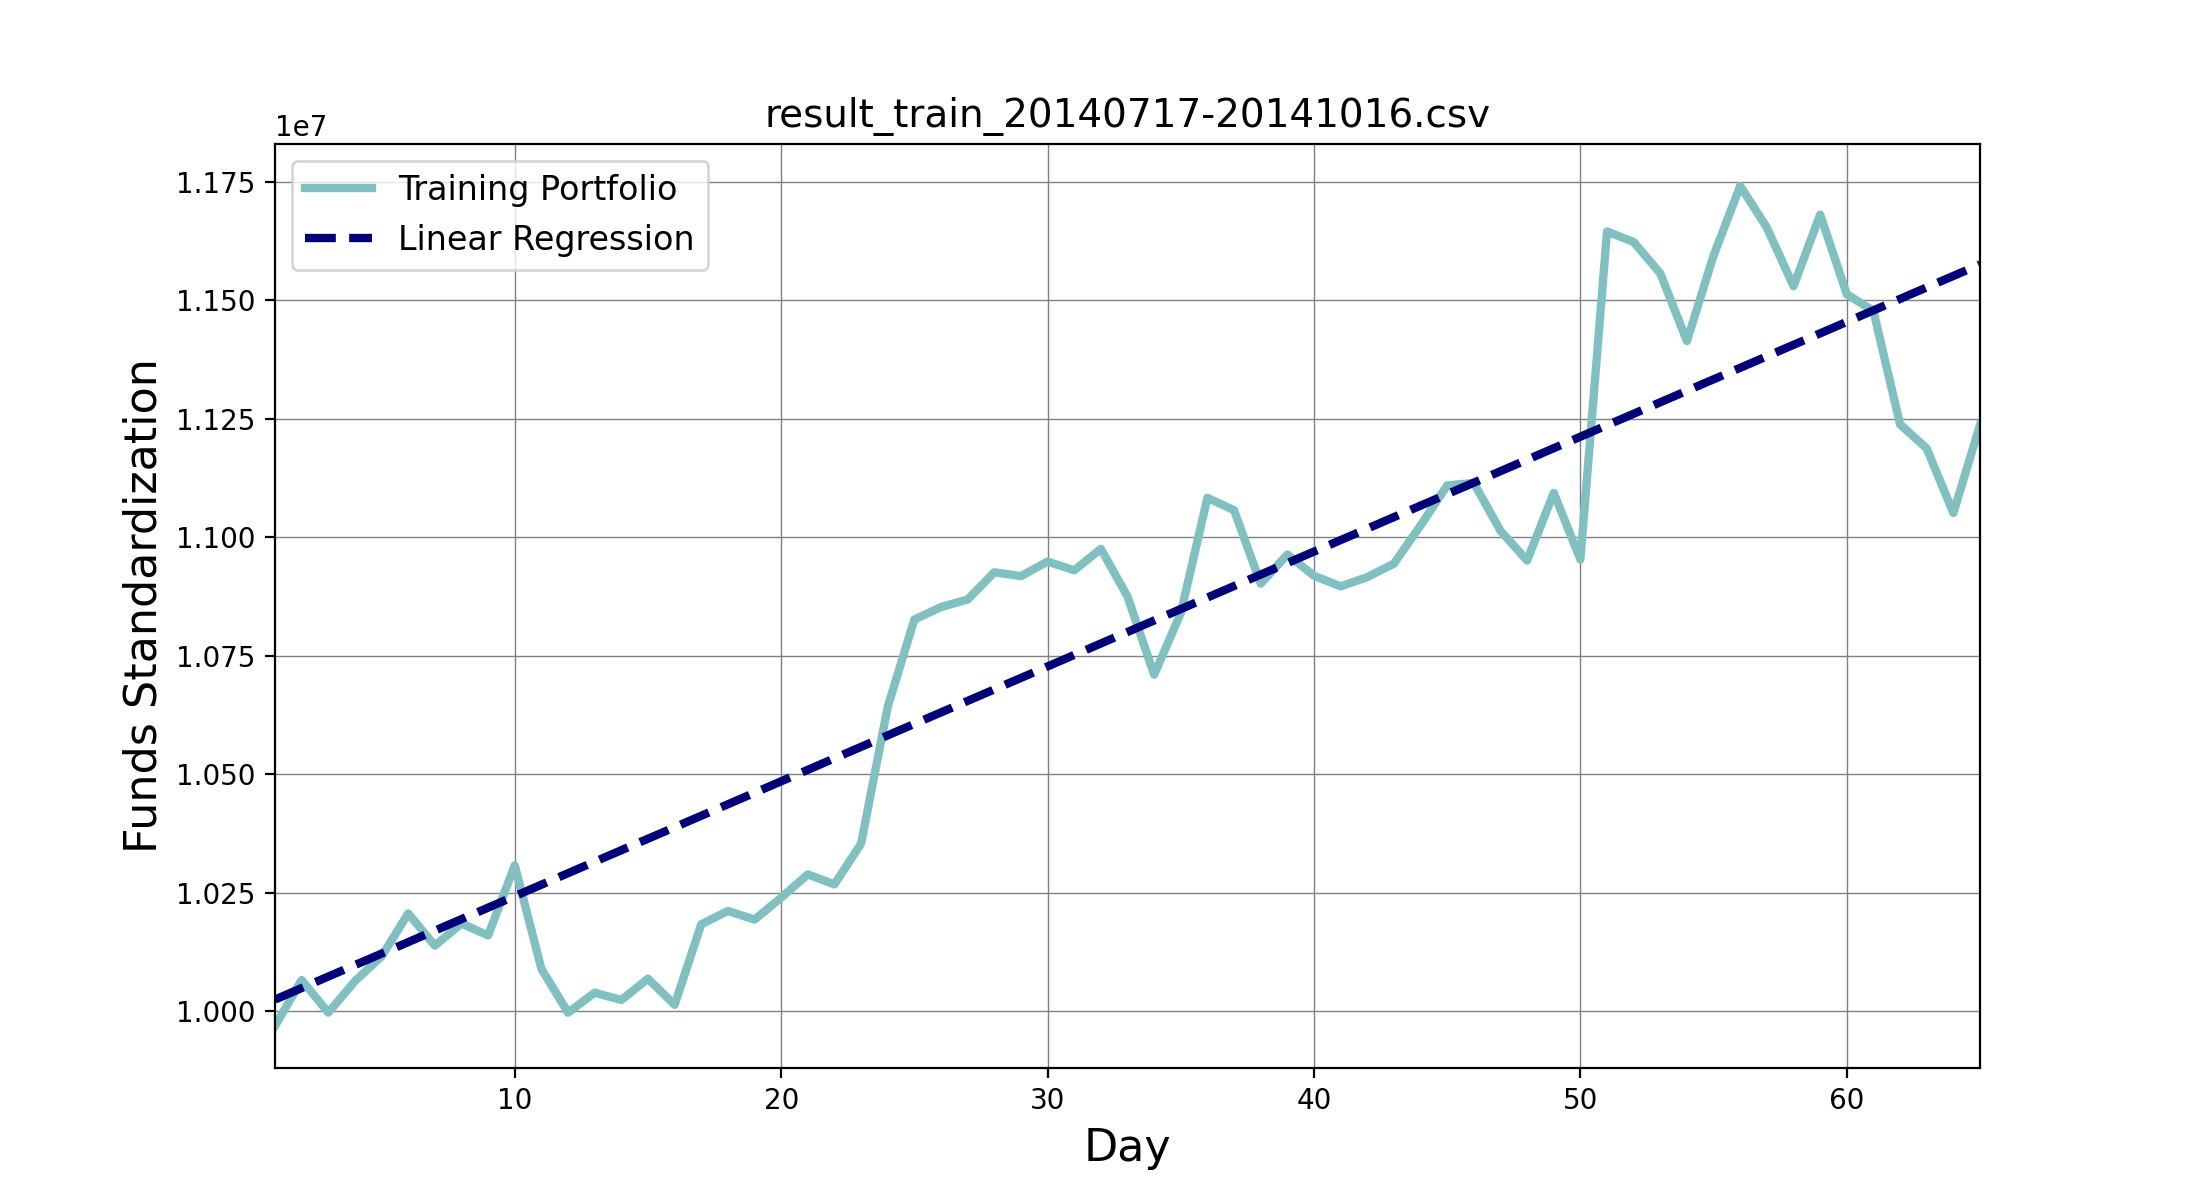 result_train_20140717-20141016.csv
1e7
Training Portfolio
Linear Regression
1.175
1.150
1.125
1.100
1.075
1.050
1.025
1.000
Funds Standardization
10 20 30 40 50 60
Day